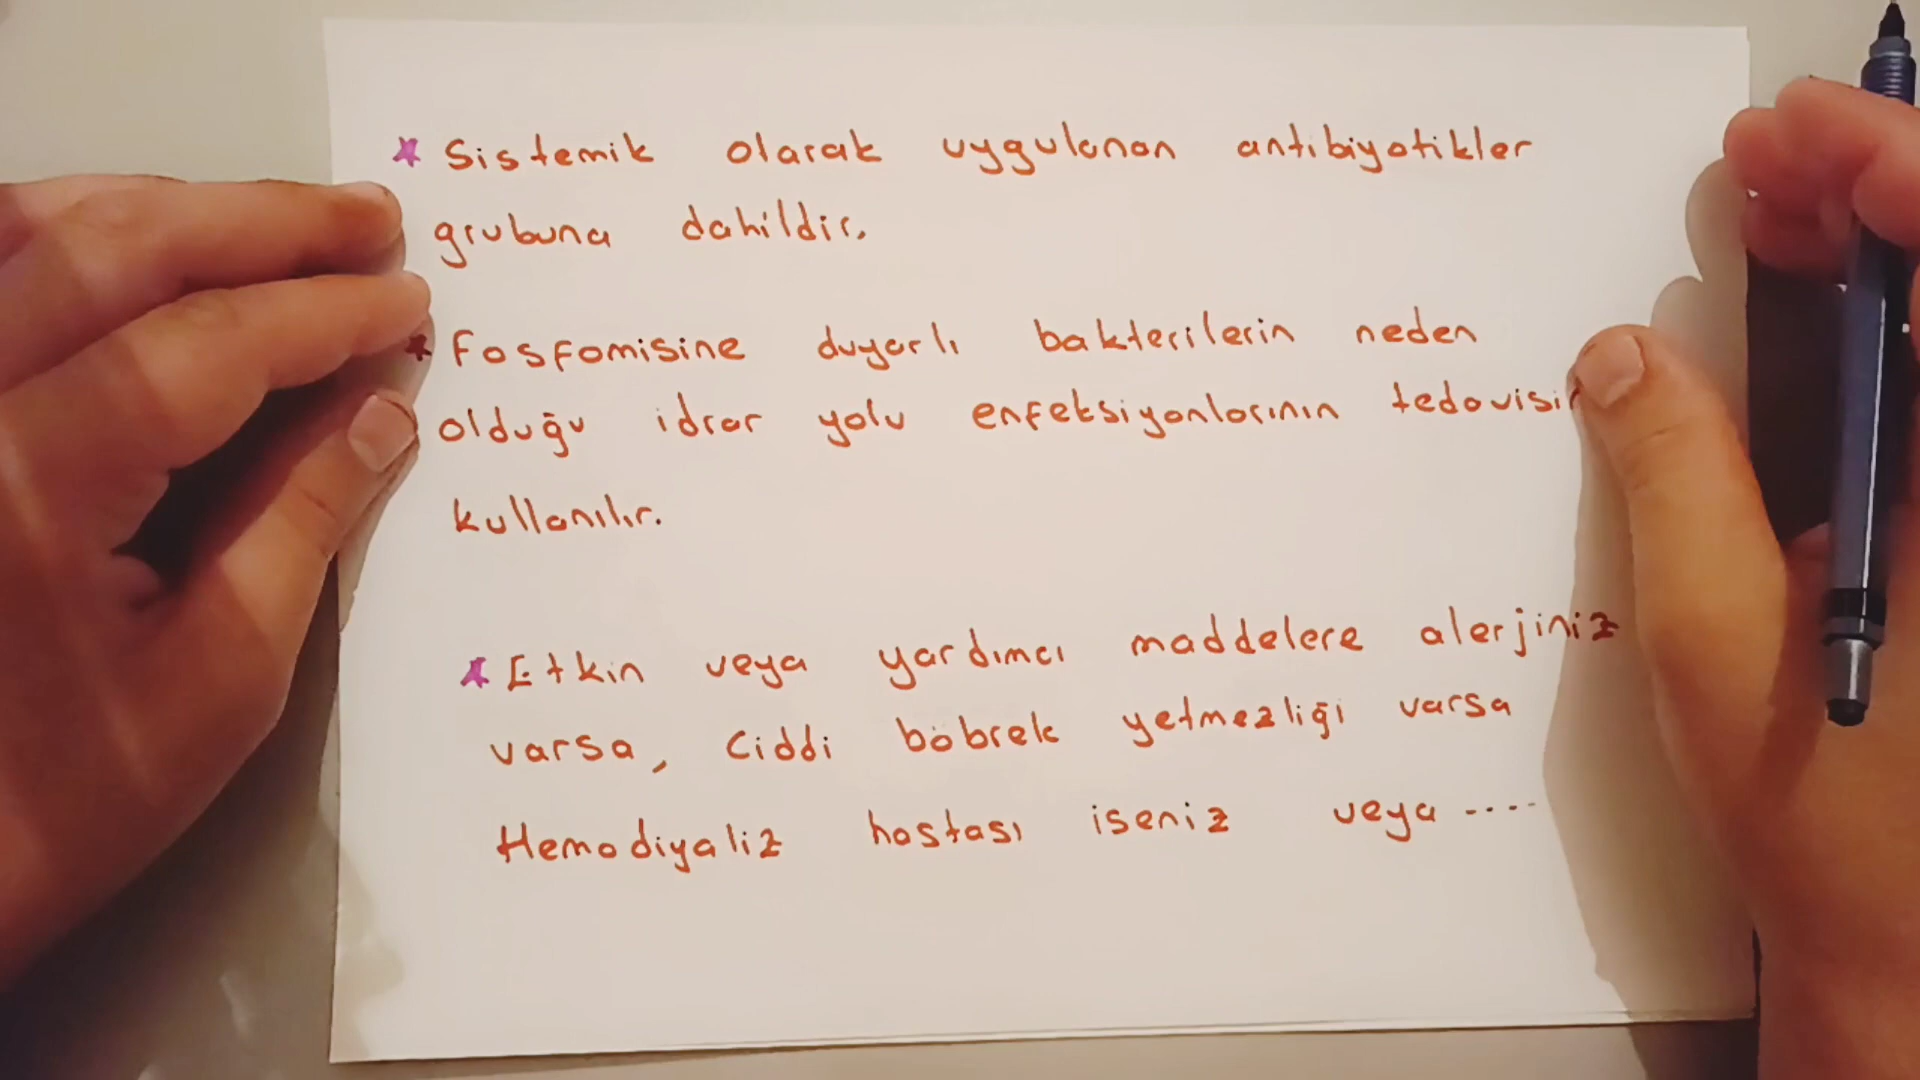 * Sistemik olarak uygulanan antibiyotikler
grubuna dahildir.
* Fosfomisine duyarlı bakterilerin neden
olduğu idrar yolu enfeksiyonlarının
kullanılır.
* Etkin veya yardımcı maddelere alerjiniz
varsa, Ciddi böbrek yetmezliği varsa
Hemodiyaliz hastası iseniz veya ....